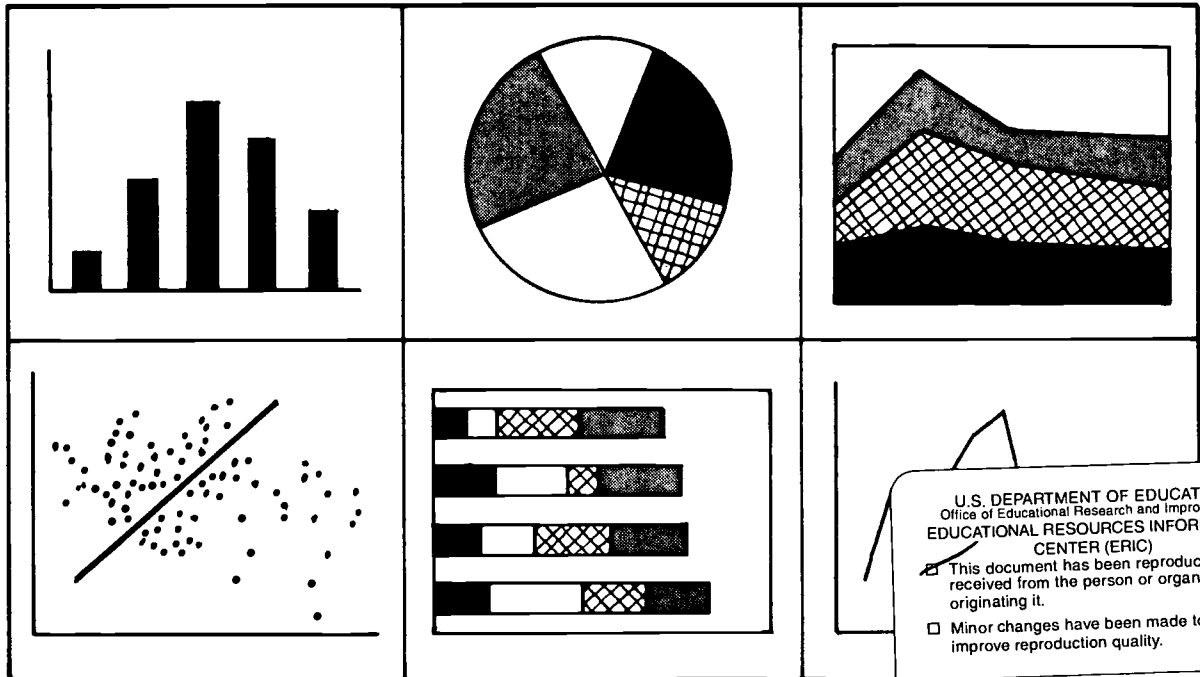 U.S. DEPARTMENT OF EDUCAT
Office of Educational Research and Impro
EDUCATIONAL RESOURCES INFOR
CENTER (ERIC)
☐ This document has been reproduc
received from the person or organ
originating it.
☐ Minor changes have been made to
improve reproduction quality.